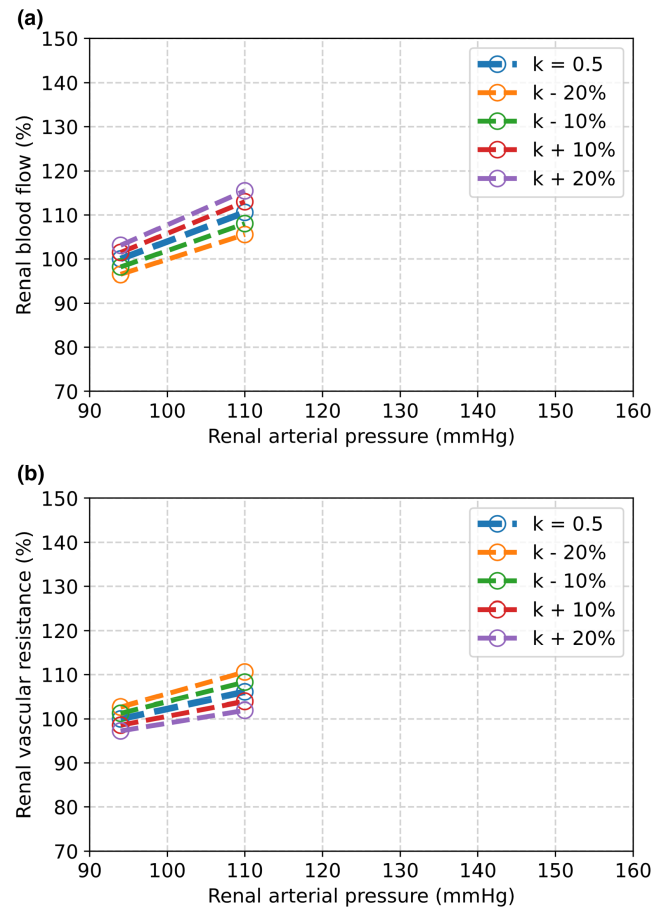 (a)
150
140
130
120
110
100
90
80
70
Renal blood flow (%)
k = 0.5
k - 20%
k - 10%
k + 10%
k + 20%
90 100 110 120 130 140 150 160
Renal arterial pressure (mmHg)
(b)
150
140
130
120
110
100
90
80
70
Renal vascular resistance (%)
k = 0.5
k - 20%
k - 10%
k + 10%
k + 20%
90 100 110 120 130 140 150 160
Renal arterial pressure (mmHg)